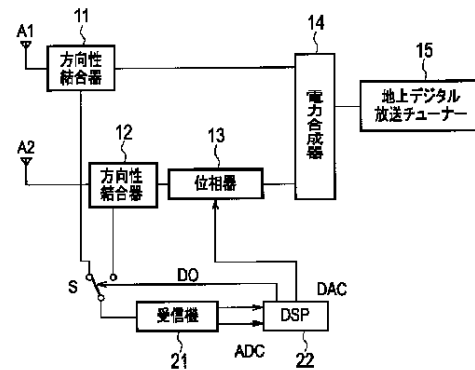 11
A1
方向性
結合器
14
15
電力合成器
地上デジタル
放送チューナー
12
13
A2
方向性
結合器
位相器
S
DO
DAC
受信機
DSP
21
ADC
22